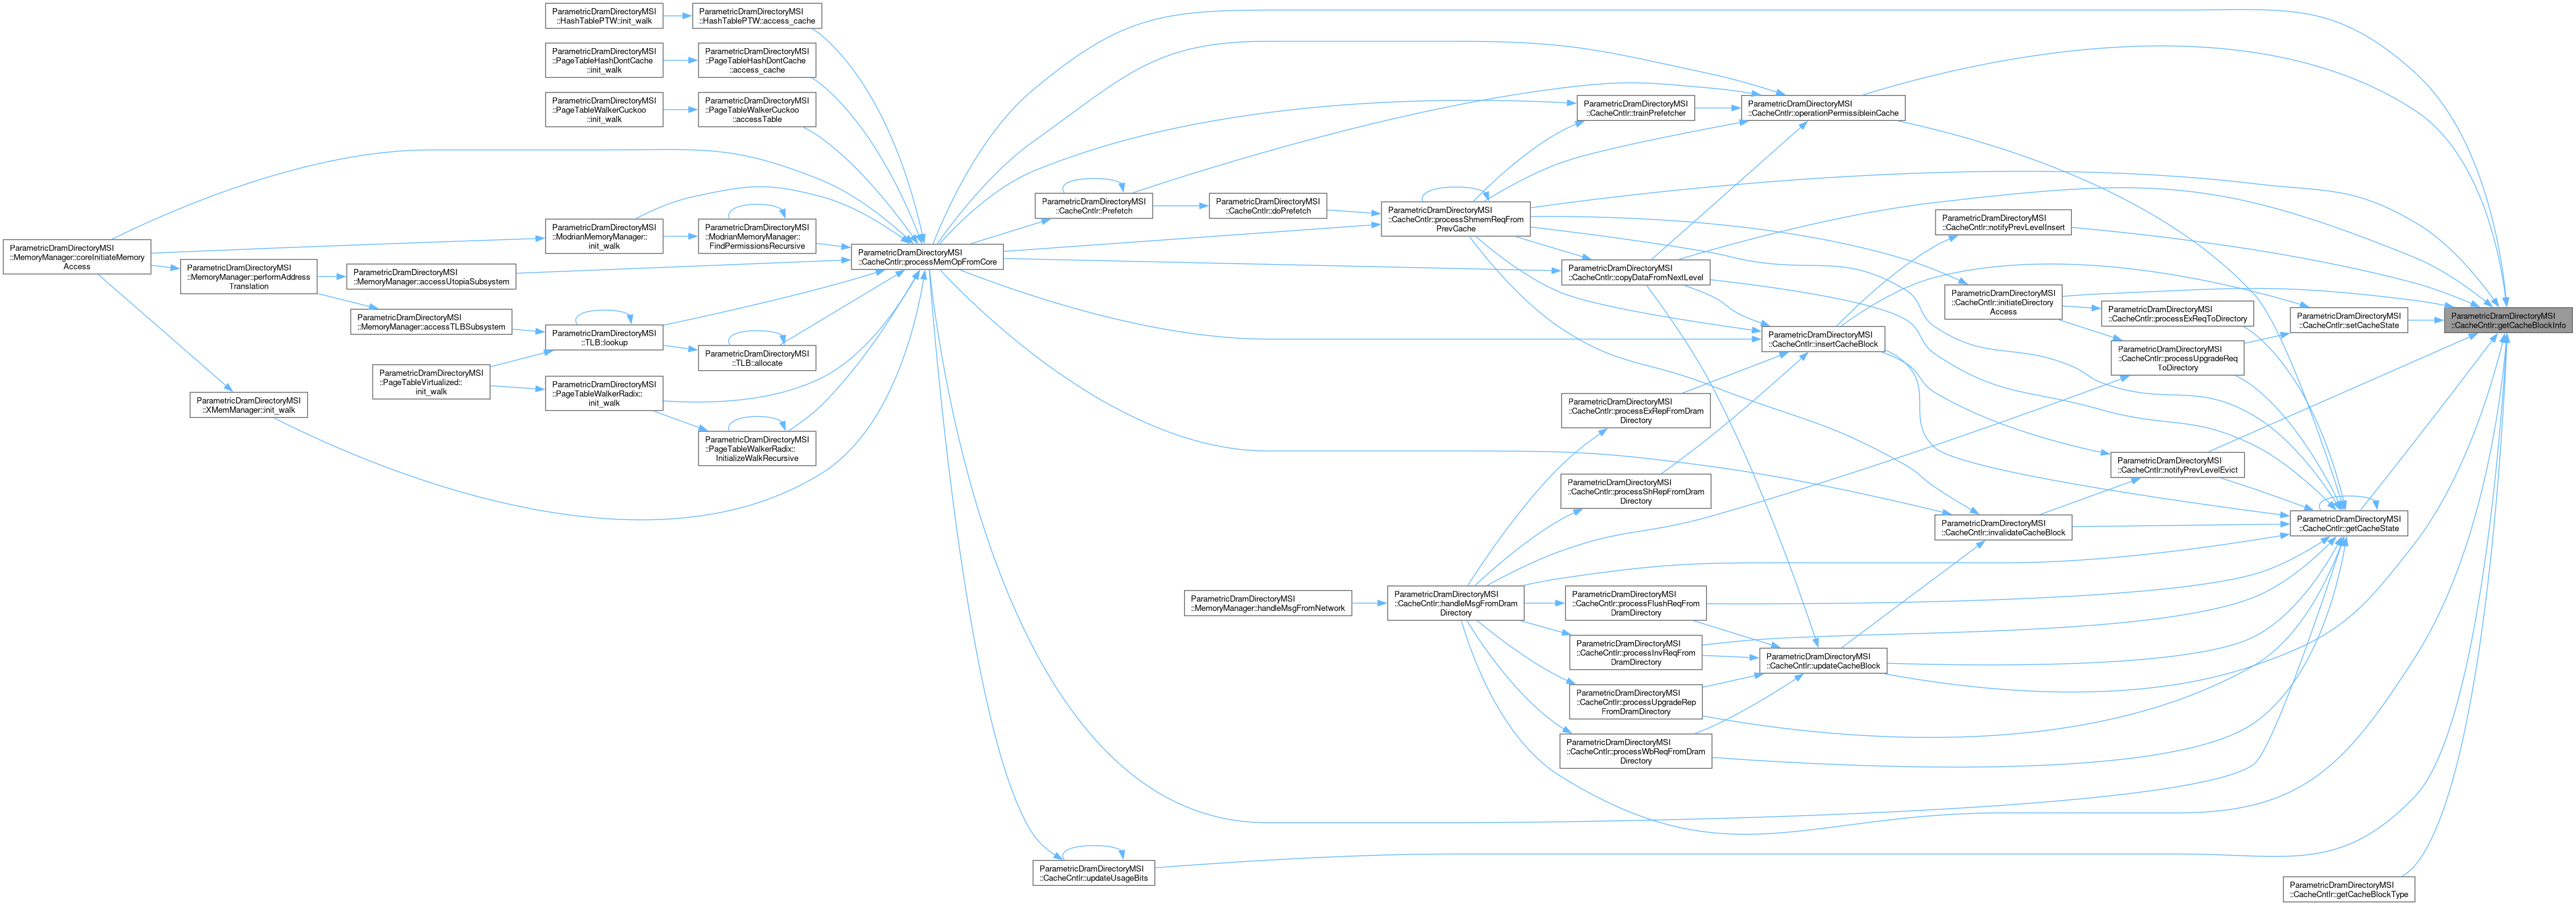 ParametricDramDirectoryMSI
::HashTablePTW::init_walk
ParametricDramDirectoryMSI
::HashTablePTW::access_cache
ParametricDramDirectoryMSI
::PageTableHashDontCache
::init_walk
ParametricDramDirectoryMSI
::PageTableHashDontCache
::access_cache
ParametricDramDirectoryMSI
::PageTableWalkerCuckoo
::init_walk
ParametricDramDirectoryMSI
::PageTableWalkerCuckoo
::accessTable
ParametricDramDirectoryMSI
::CacheCntlr::trainPrefetcher
ParametricDramDirectoryMSI
::CacheCntlr::operationPermissibleinCache
ParametricDramDirectoryMSI
::CacheCntlr::Prefetch
ParametricDramDirectoryMSI
::CacheCntlr::doPrefetch
ParametricDramDirectoryMSI
::CacheCntlr::processShmemReqFrom
PrevCache
ParametricDramDirectoryMSI
::CacheCntlr::notifyPrevLevelInsert
ParametricDramDirectoryMSI
::MemoryManager::coreInitiateMemory
Access
ParametricDramDirectoryMSI
::ModrianMemoryManager::
init_walk
ParametricDramDirectoryMSI
::ModrianMemoryManager::
FindPermissionsRecursive
ParametricDramDirectoryMSI
::CacheCntlr::processMemOpFromCore
ParametricDramDirectoryMSI
::MemoryManager::performAddress
Translation
ParametricDramDirectoryMSI
::MemoryManager::accessUtopiaSubsystem
ParametricDramDirectoryMSI
::CacheCntlr::copyDataFromNextLevel
ParametricDramDirectoryMSI
::CacheCntlr::initiateDirectory
Access
ParametricDramDirectoryMSI
::CacheCntlr::processExReqToDirectory
ParametricDramDirectoryMSI
::CacheCntlr::setCacheState
ParametricDramDirectoryMSI
::CacheCntlr::getCacheBlockInfo
ParametricDramDirectoryMSI
::MemoryManager::accessTLBSubsystem
ParametricDramDirectoryMSI
::TLB::lookup
ParametricDramDirectoryMSI
::TLB::allocate
ParametricDramDirectoryMSI
::CacheCntlr::insertCacheBlock
ParametricDramDirectoryMSI
::CacheCntlr::processUpgradeReq
ToDirectory
ParametricDramDirectoryMSI
::PageTableVirtualized::
init_walk
ParametricDramDirectoryMSI
::PageTableWalkerRadix::
init_walk
ParametricDramDirectoryMSI
::XMemManager::init_walk
ParametricDramDirectoryMSI
::PageTableWalkerRadix::
InitializeWalkRecursive
ParametricDramDirectoryMSI
::CacheCntlr::processExRepFromDram
Directory
ParametricDramDirectoryMSI
::CacheCntlr::notifyPrevLevelEvict
ParametricDramDirectoryMSI
::CacheCntlr::processShRepFromDram
Directory
ParametricDramDirectoryMSI
::CacheCntlr::invalidateCacheBlock
ParametricDramDirectoryMSI
::CacheCntlr::getCacheState
ParametricDramDirectoryMSI
::MemoryManager::handleMsgFromNetwork
ParametricDramDirectoryMSI
::CacheCntlr::handleMsgFromDram
Directory
ParametricDramDirectoryMSI
::CacheCntlr::processFlushReqFrom
DramDirectory
ParametricDramDirectoryMSI
::CacheCntlr::processInvReqFrom
DramDirectory
ParametricDramDirectoryMSI
::CacheCntlr::updateCacheBlock
ParametricDramDirectoryMSI
::CacheCntlr::processUpgradeRep
FromDramDirectory
ParametricDramDirectoryMSI
::CacheCntlr::processWbReqFromDram
Directory
ParametricDramDirectoryMSI
::CacheCntlr::updateUsageBits
ParametricDramDirectoryMSI
::CacheCntlr::getCacheBlockType